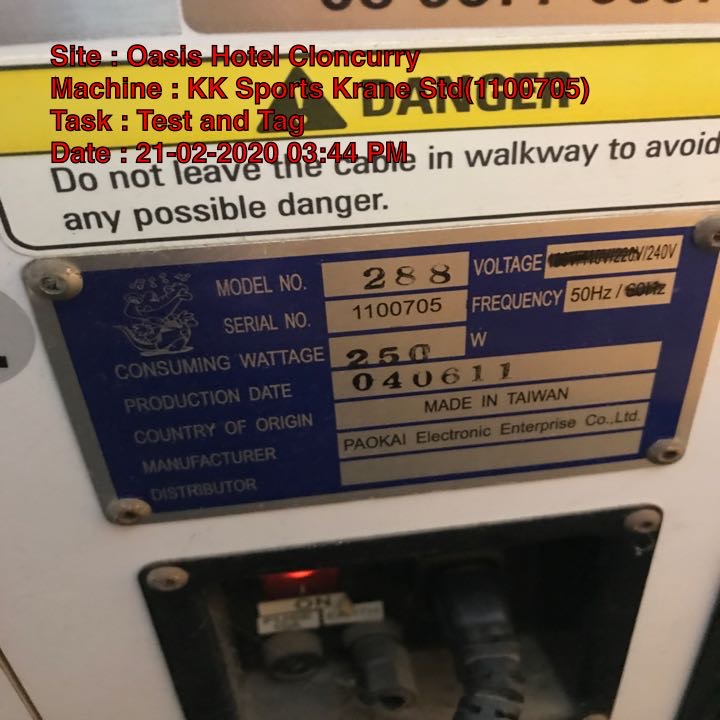 Site : Oasis Hotel Cloncurry
Machine : KK Sports Krane Std(1100705)
DANGER
Task : Test and Tag
Date : 21-02-2020 03:44 PM
Do not leave the cable in walkway to avoid
any possible danger.
MODEL NO. 288 VOLTAGE /240V
SERIAL NO. 1100705 FREQUENCY 50Hz / 60Hz
CONSUMING WATTAGE 250 W
PRODUCTION DATE 040611
COUNTRY OF ORIGIN MADE IN TAIWAN
MANUFACTURER PAOKAI Electronic Enterprise Co.,Ltd.
DISTRIBUTOR
ON